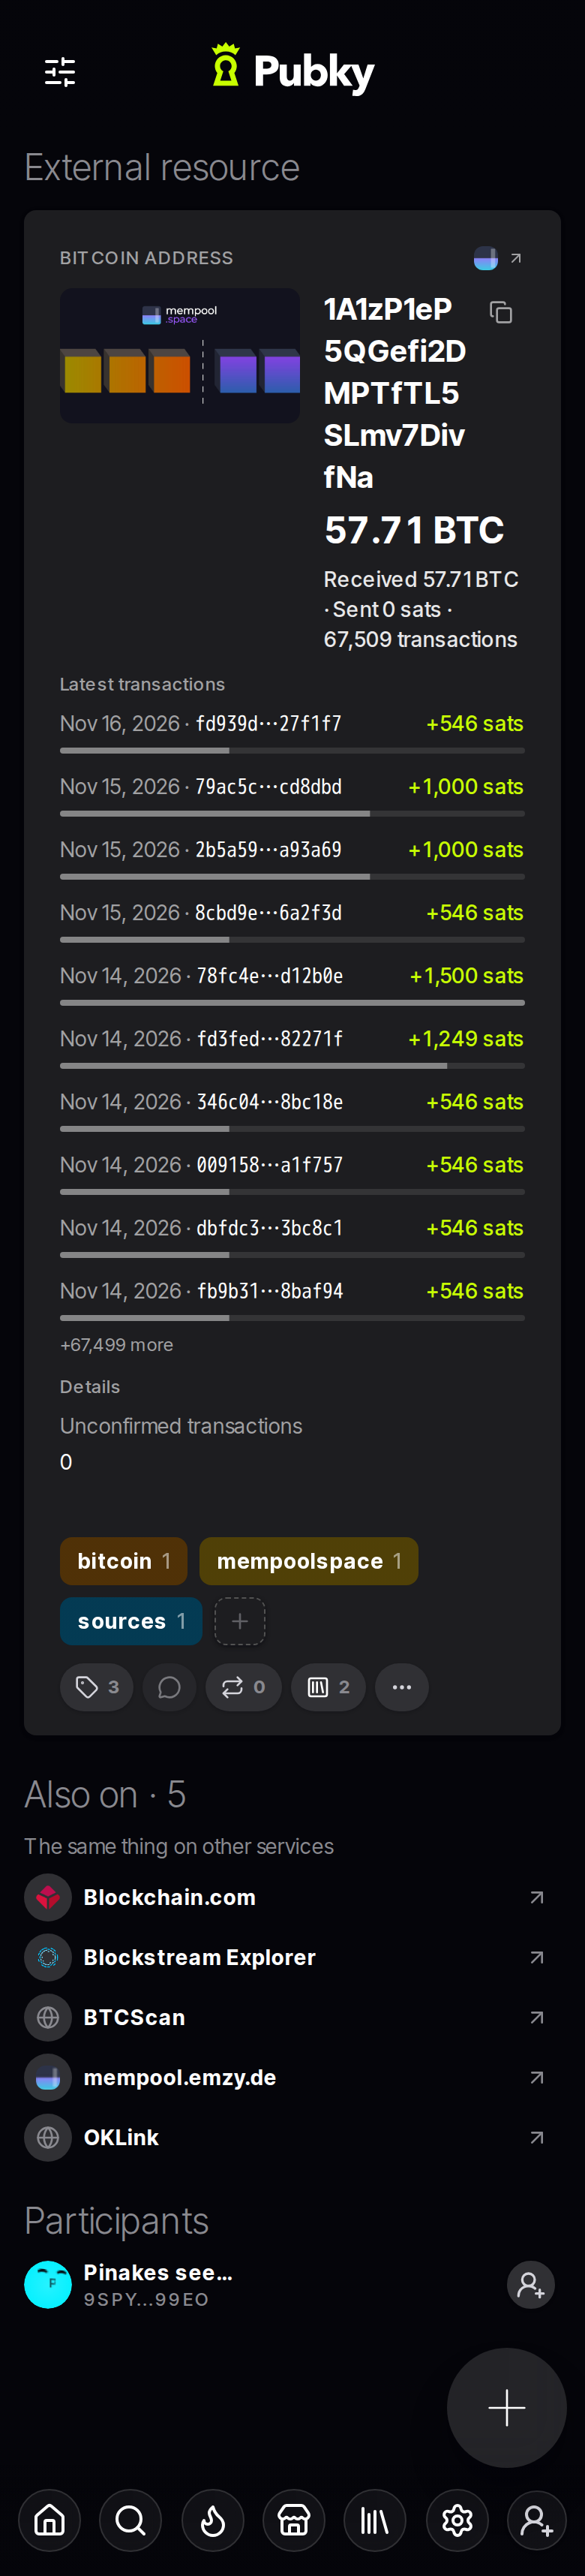 Pubky
External resource
BITCOIN ADDRESS
mempool
.space
1A1zP1eP
5QGefi2D
MPTfTL5
SLmv7Div
fNa
57.71 BTC
Received 57.71 BTC
· Sent 0 sats ·
67,509 transactions
Latest transactions
Nov 16, 2026 · fd939d···27f1f7 +546 sats
Nov 15, 2026 · 79ac5c···cd8dbd +1,000 sats
Nov 15, 2026 · 2b5a59···a93a69 +1,000 sats
Nov 15, 2026 · 8cbd9e···6a2f3d +546 sats
Nov 14, 2026 · 78fc4e···d12b0e +1,500 sats
Nov 14, 2026 · fd3fed···82271f +1,249 sats
Nov 14, 2026 · 346c04···8bc18e +546 sats
Nov 14, 2026 · 009158···a1f757 +546 sats
Nov 14, 2026 · dbfdc3···3bc8c1 +546 sats
Nov 14, 2026 · fb9b31···8baf94 +546 sats
+67,499 more
Details
Unconfirmed transactions
0
bitcoin 1 mempoolspace 1
sources 1
3 0 2
Also on · 5
The same thing on other services
Blockchain.com
Blockstream Explorer
BTCScan
mempool.emzy.de
OKLink
Participants
Pinakes see...
9SPY...99EO